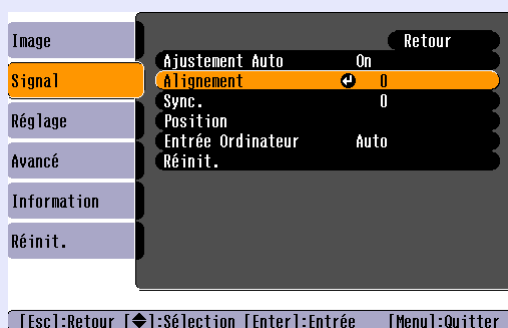 Image
Signal
Réglage
Avancé
Information
Réinit.
Retour
Ajustement Auto On
Alignement 0
Sync. 0
Position
Entrée Ordinateur Auto
Réinit.
[Esc]:Retour [◆]:Sélection [Enter]:Entrée [Menu]:Quitter